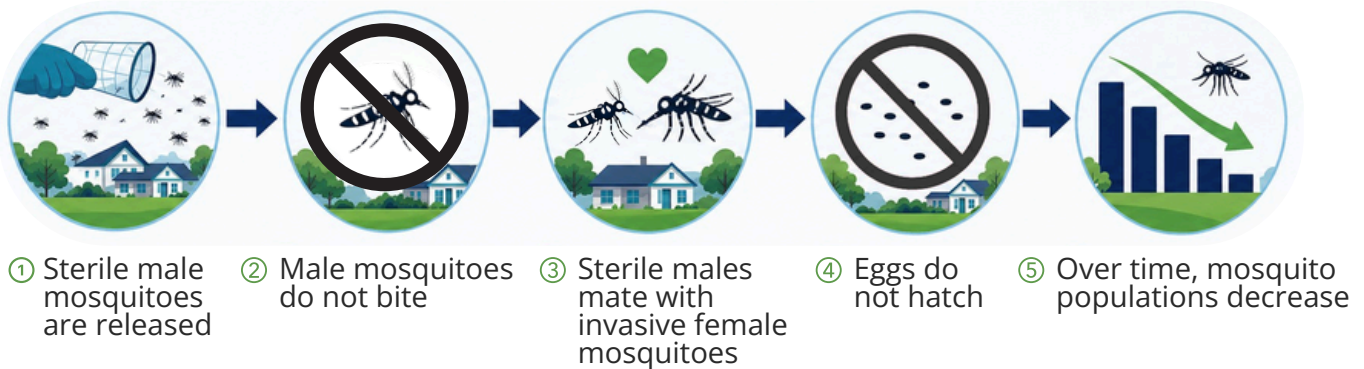 ① Sterile male
mosquitoes
are released
② Male mosquitoes
do not bite
③ Sterile males
mate with
invasive female
mosquitoes
④ Eggs do
not hatch
⑤ Over time, mosquito
populations decrease